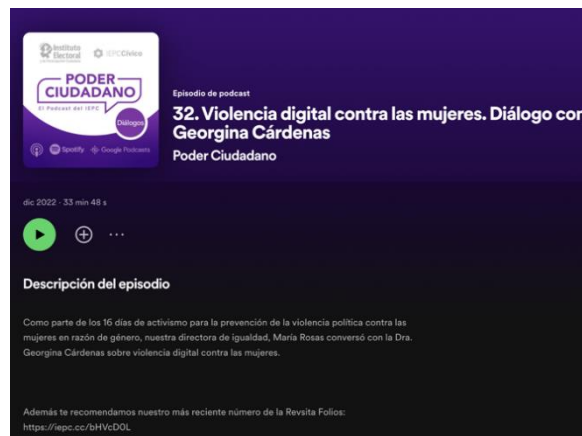 Instituto
Electoral
IEPCCívica
PODER
CIUDADANO
El Podcast del IEPC
Diálogos
Spotify
Google Podcasts
Episodio de podcast
32. Violencia digital contra las mujeres. Diálogo con
Georgina Cárdenas
Poder Ciudadano
dic 2022 · 33 min 48 s
Descripción del episodio
Como parte de los 16 días de activismo para la prevención de la violencia política contra las
mujeres en razón de género, nuestra directora de igualdad, María Rosas conversó con la Dra.
Georgina Cárdenas sobre violencia digital contra las mujeres.
Además te recomendamos nuestro más reciente número de la Revsita Folios:
https://iepc.cc/bHVcD0L